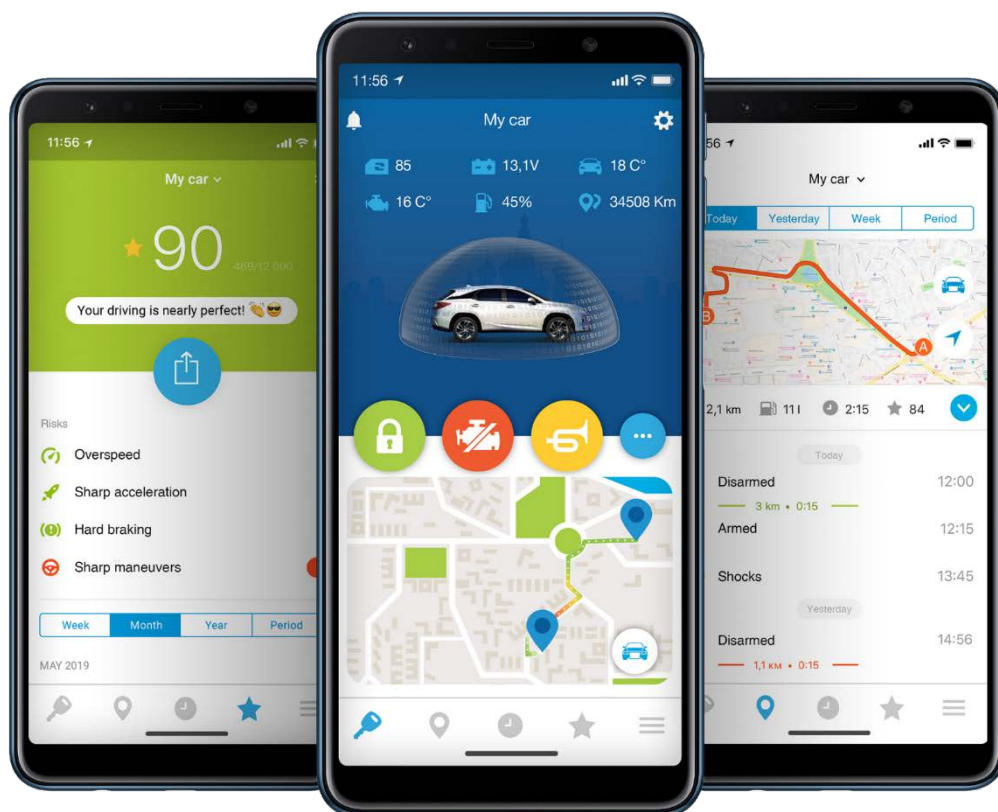 11:56
My car
90
469/12 000
Your driving is nearly perfect!
Risks
Overspeed
Sharp acceleration
Hard braking
Sharp maneuvers
Week Month Year Period
MAY 2019
11:56
My car
85 13,1V 18 C°
16 C° 45% 34508 Km
56
My car
Today Yesterday Week Period
B
A
2,1 km 11 l 2:15 84
Today
Disarmed 12:00
3 km • 0:15
Armed 12:15
Shocks 13:45
Yesterday
Disarmed 14:56
1,1 км • 0:15